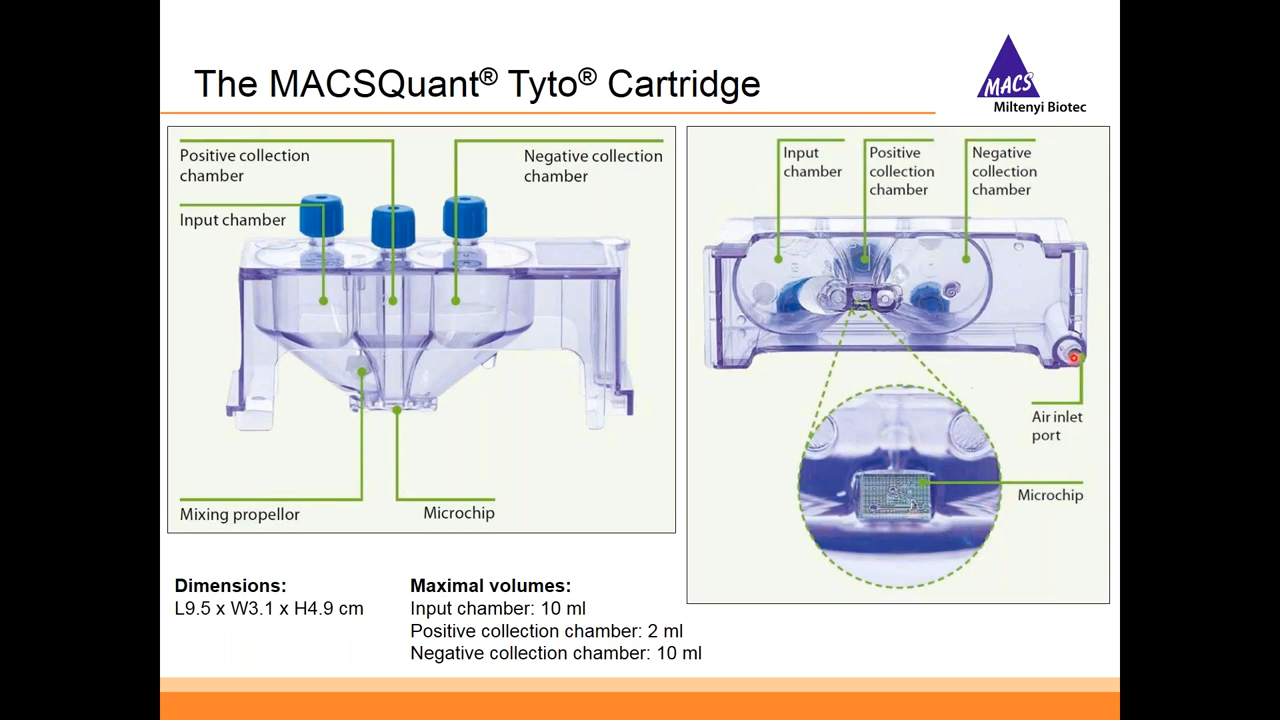 The MACSQuant® Tyto® Cartridge
MACS
Miltenyi Biotec
Positive collection
chamber
Negative collection
chamber
Input chamber
Mixing propellor
Microchip
Input
chamber
Positive
collection
chamber
Negative
collection
chamber
Air inlet
port
Microchip
Dimensions:
L9.5 x W3.1 x H4.9 cm
Maximal volumes:
Input chamber: 10 ml
Positive collection chamber: 2 ml
Negative collection chamber: 10 ml